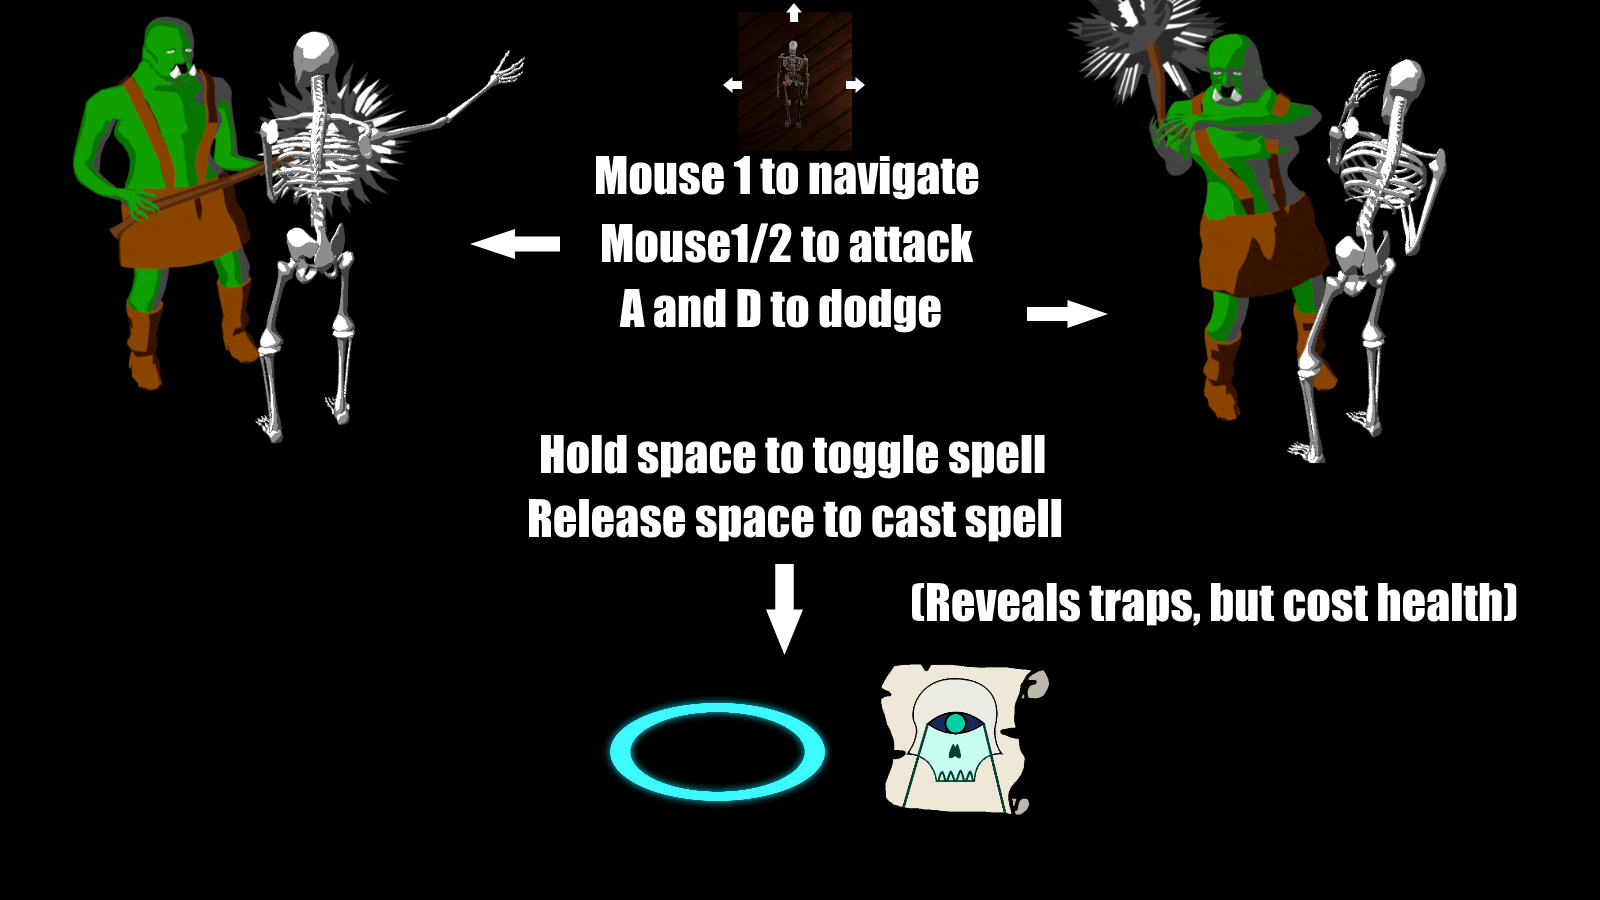 Mouse 1 to navigate
Mouse1/2 to attack
A and D to dodge
Hold space to toggle spell
Release space to cast spell
(Reveals traps, but cost health)